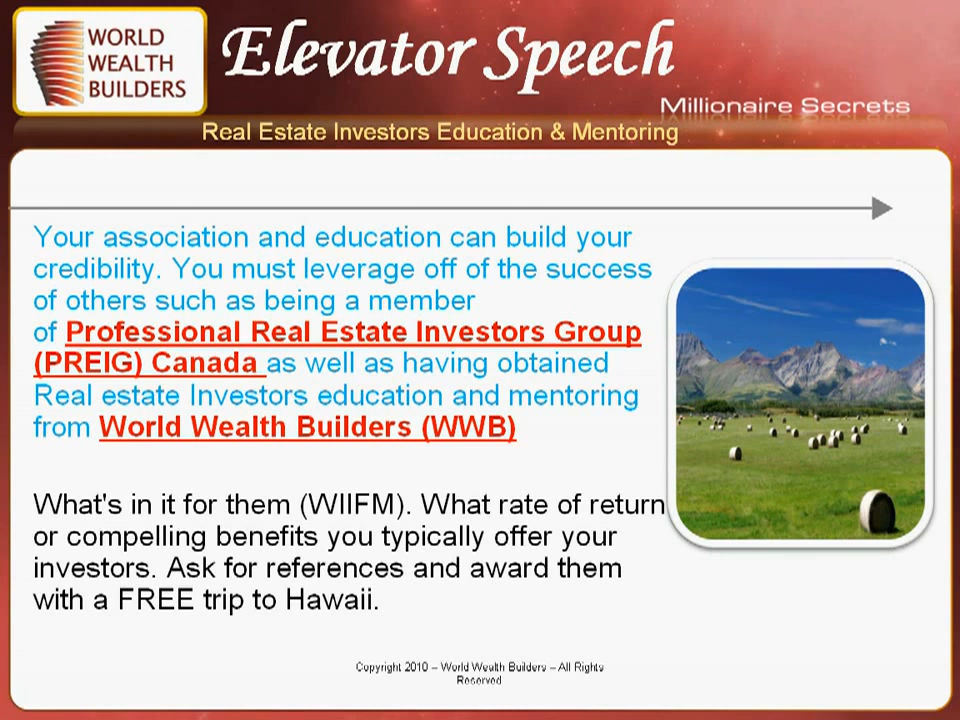 WORLD
WEALTH
BUILDERS
Elevator Speech
Millionaire Secrets
Real Estate Investors Education & Mentoring
Your association and education can build your
credibility. You must leverage off of the success
of others such as being a member
of Professional Real Estate Investors Group
(PREIG) Canada as well as having obtained
Real estate Investors education and mentoring
from World Wealth Builders (WWB)
What's in it for them (WIIFM). What rate of return
or compelling benefits you typically offer your
investors. Ask for references and award them
with a FREE trip to Hawaii.
Copyright 2010 – World Wealth Builders – All Rights
Reserved